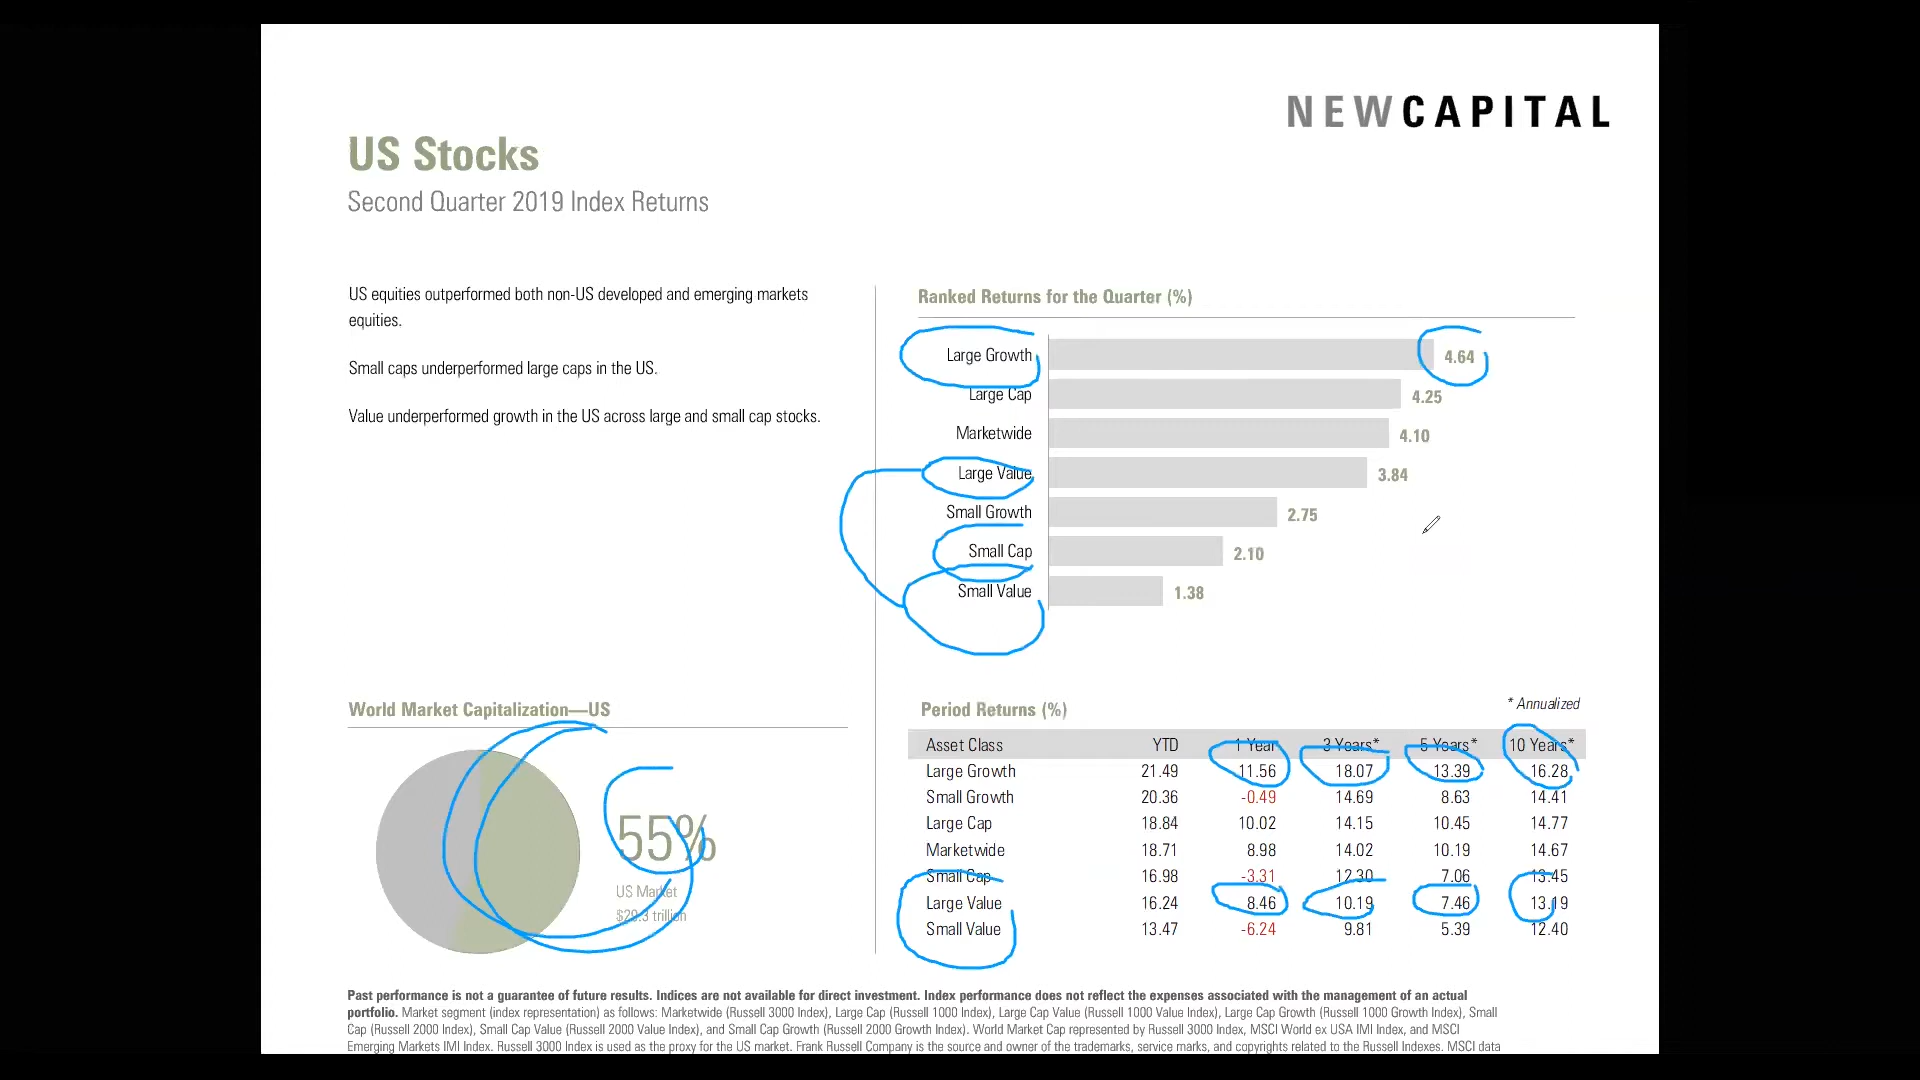 NEWCAPITAL
US Stocks
Second Quarter 2019 Index Returns
US equities outperformed both non-US developed and emerging markets
equities.
Small caps underperformed large caps in the US.
Value underperformed growth in the US across large and small cap stocks.
Ranked Returns for the Quarter (%)
Large Growth 4.64
Large Cap 4.25
Marketwide 4.10
Large Value 3.84
Small Growth 2.75
Small Cap 2.10
Small Value 1.38
World Market Capitalization—US
55%
US Market
$29.3 trillion
Period Returns (%)
* Annualized
Asset Class YTD 1 Year 3 Years* 5 Years* 10 Years*
Large Growth 21.49 11.56 18.07 13.39 16.28
Small Growth 20.36 -0.49 14.69 8.63 14.41
Large Cap 18.84 10.02 14.15 10.45 14.77
Marketwide 18.71 8.98 14.02 10.19 14.67
Small Cap 16.98 -3.31 12.30 7.06 13.45
Large Value 16.24 8.46 10.19 7.46 13.19
Small Value 13.47 -6.24 9.81 5.39 12.40
Past performance is not a guarantee of future results. Indices are not available for direct investment. Index performance does not reflect the expenses associated with the management of an actual
portfolio. Market segment (index representation) as follows: Marketwide (Russell 3000 Index), Large Cap (Russell 1000 Index), Large Cap Value (Russell 1000 Value Index), Large Cap Growth (Russell 1000 Growth Index), Small
Cap (Russell 2000 Index), Small Cap Value (Russell 2000 Value Index), and Small Cap Growth (Russell 2000 Growth Index). World Market Cap represented by Russell 3000 Index, MSCI World ex USA IMI Index, and MSCI
Emerging Markets IMI Index. Russell 3000 Index is used as the proxy for the US market. Frank Russell Company is the source and owner of the trademarks, service marks, and copyrights related to the Russell Indexes. MSCI data